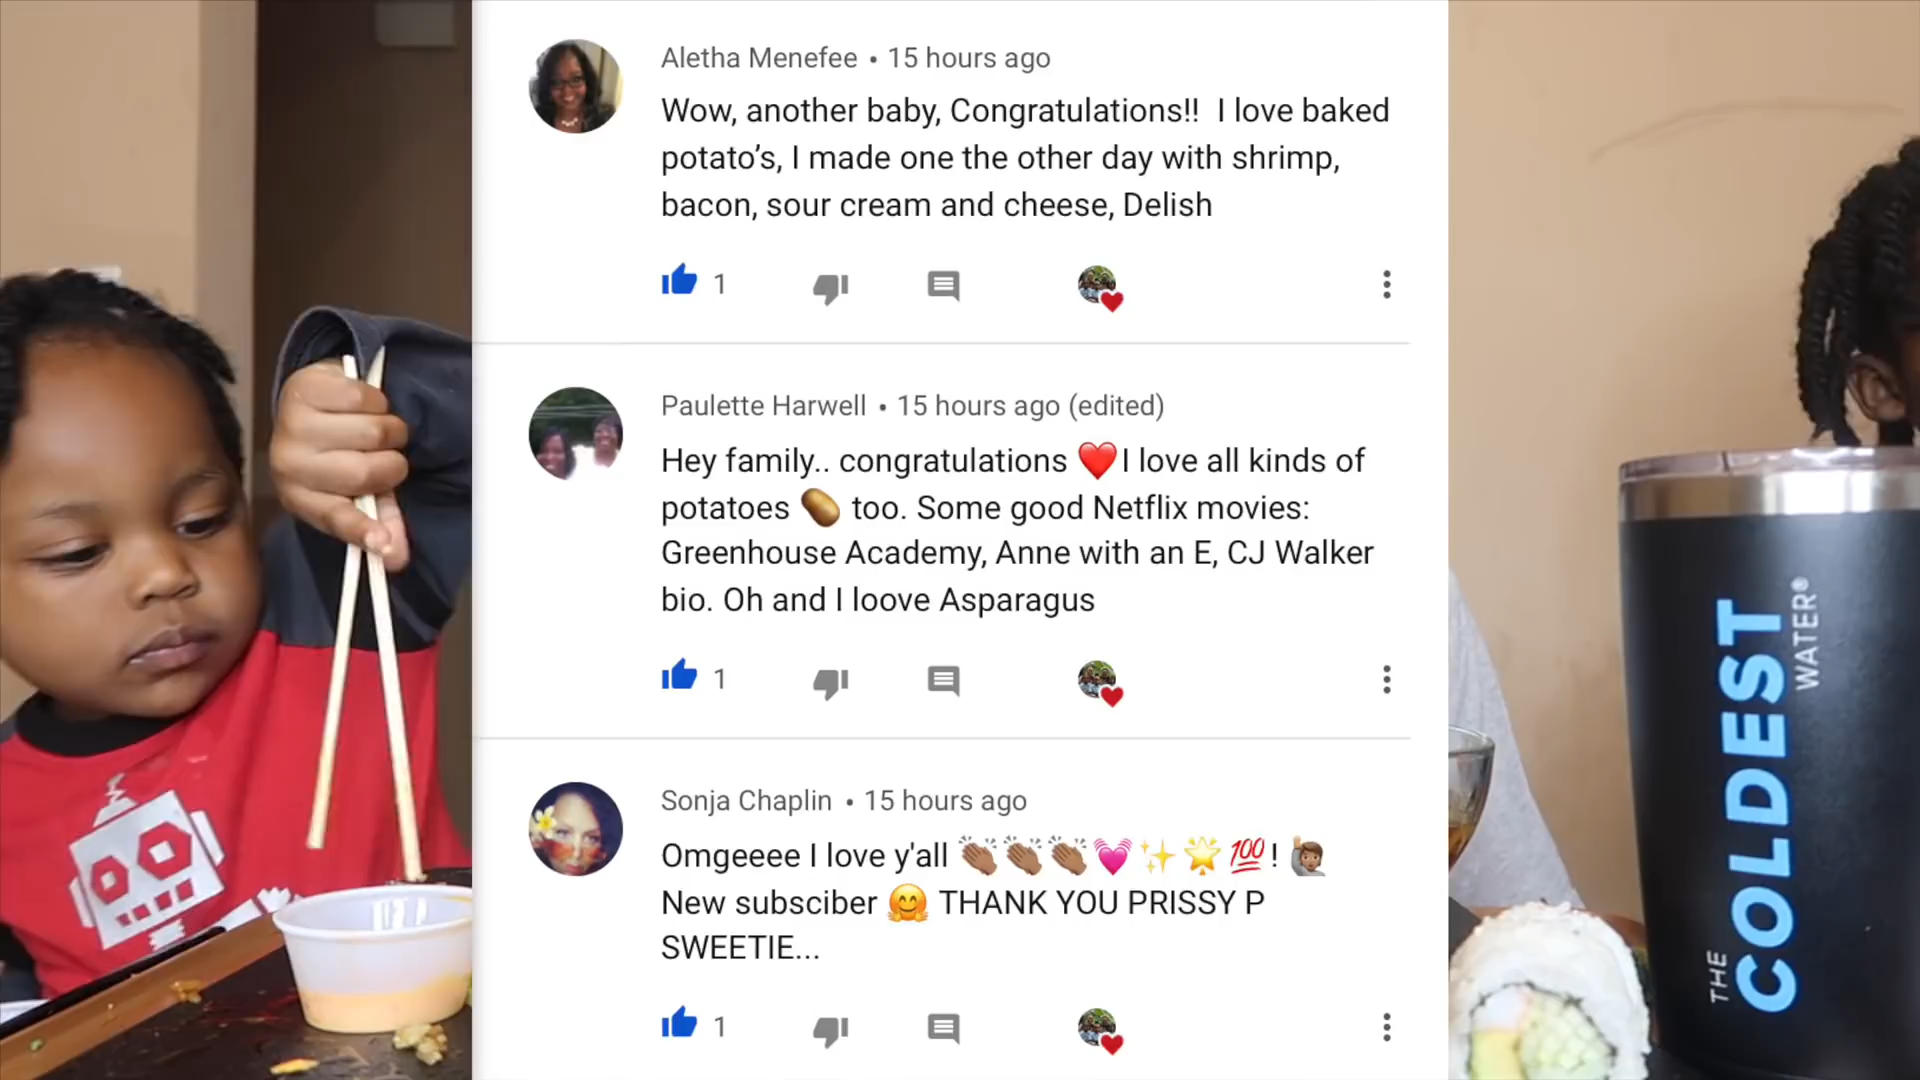 Aletha Menefee • 15 hours ago
Wow, another baby, Congratulations!! I love baked
potato’s, I made one the other day with shrimp,
bacon, sour cream and cheese, Delish
1
Paulette Harwell • 15 hours ago (edited)
Hey family.. congratulations ❤️ I love all kinds of
potatoes 🥔 too. Some good Netflix movies:
Greenhouse Academy, Anne with an E, CJ Walker
bio. Oh and I loove Asparagus
1
Sonja Chaplin • 15 hours ago
Omgeeee I love y'all 👏🏽👏🏽👏🏽💓✨🌟💯! 🙋🏽
New subsciber 🤗 THANK YOU PRISSY P
SWEETIE...
1
THE
COLDEST
WATER®